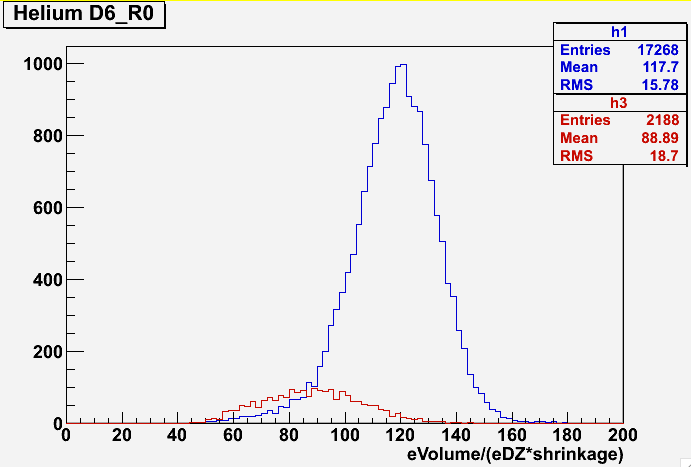 Helium D6_R0
h1
Entries 17268
Mean 117.7
RMS 15.78
h3
Entries 2188
Mean 88.89
RMS 18.7
1000
800
600
400
200
0
0 20 40 60 80 100 120 140 160 180 200
eVolume/(eDZ*shrinkage)